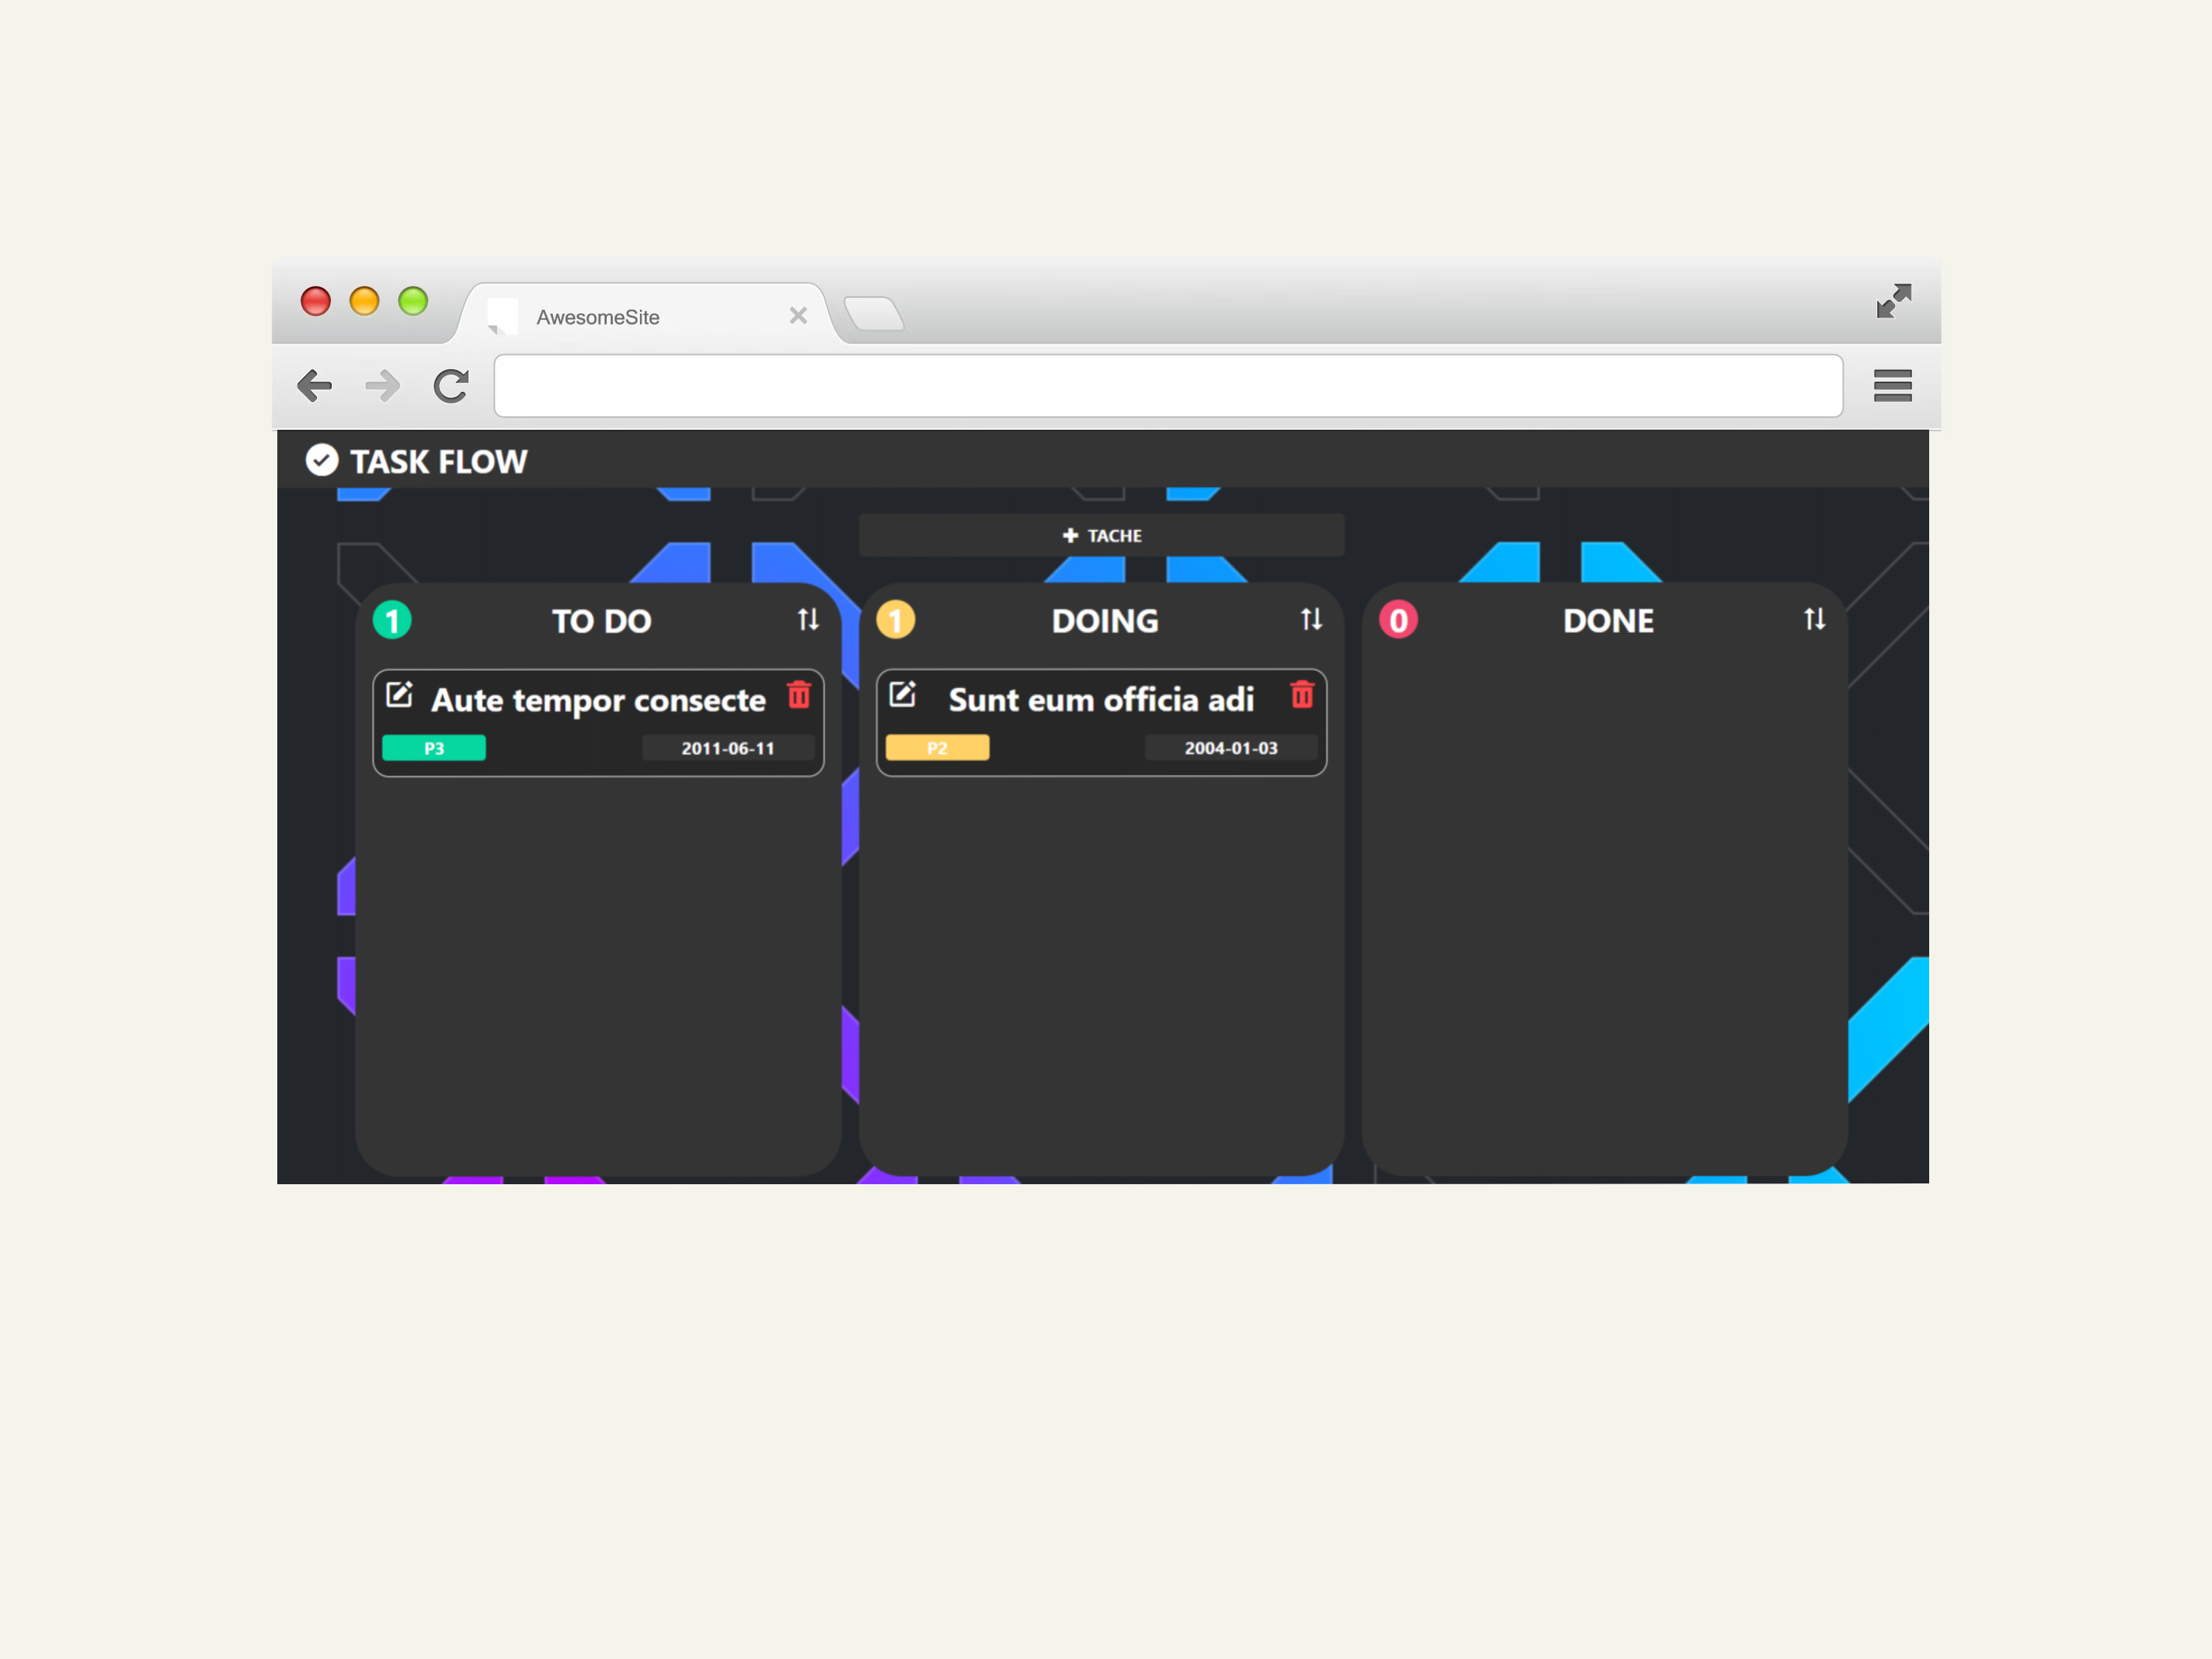 AwesomeSite
TASK FLOW
TACHE
1 TO DO
Aute tempor consecte
P3 2011-06-11
1 DOING
Sunt eum officia adi
P2 2004-01-03
0 DONE